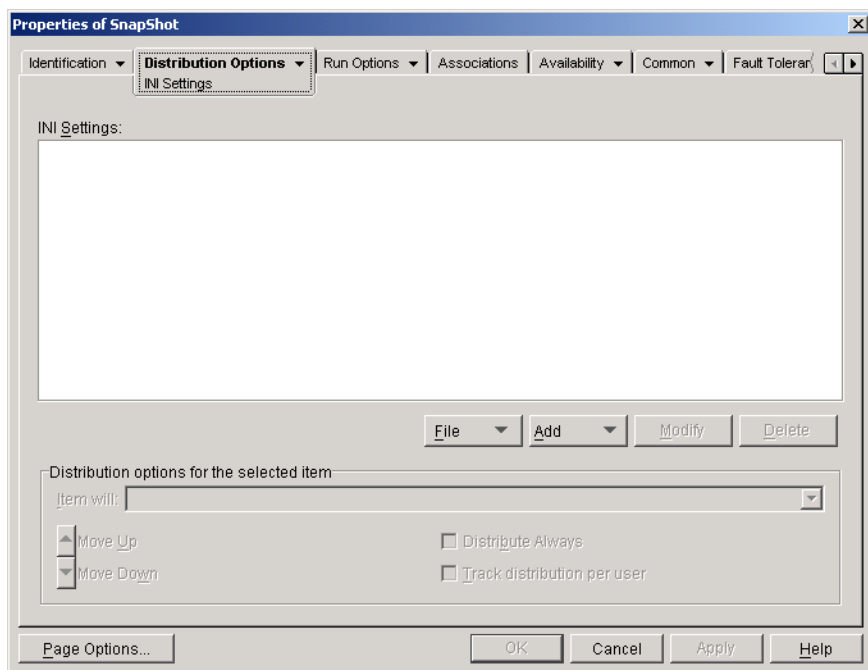 Properties of SnapShot
Identification Distribution Options Run Options Associations Availability Common Fault Toleran
INI Settings
INI Settings:
File Add Modify Delete
Distribution options for the selected item
Item will:
Move Up Distribute Always
Move Down Track distribution per user
Page Options... OK Cancel Apply Help